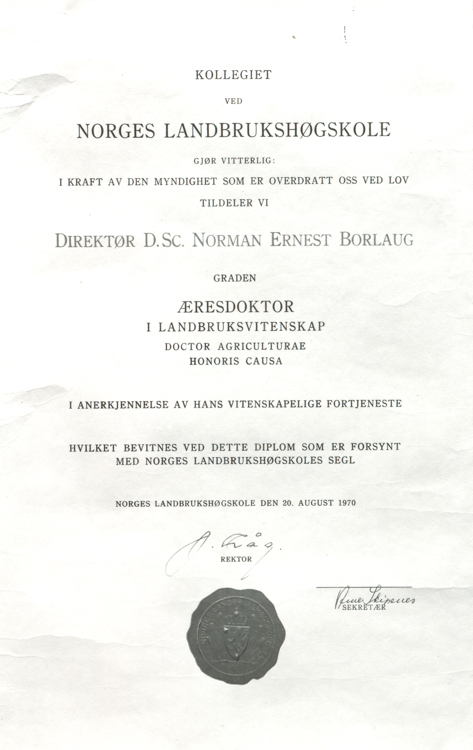 KOLLEGIET
VED
NORGES LANDBRUKSHØGSKOLE
GJØR VITTERLIG:
I KRAFT AV DEN MYNDIGHET SOM ER OVERDRATT OSS VED LOV
TILDELER VI
DIREKTØR D.SC. NORMAN ERNEST BORLAUG
GRADEN
ÆRESDOKTOR
I LANDBRUKSVITENSKAP
DOCTOR AGRICULTURAE
HONORIS CAUSA
I ANERKJENNELSE AV HANS VITENSKAPELIGE FORTJENESTE
HVILKET BEVITNES VED DETTE DIPLOM SOM ER FORSYNT
MED NORGES LANDBRUKSHØGSKOLES SEGL
NORGES LANDBRUKSHØGSKOLE DEN 20. AUGUST 1970
REKTOR
SEKRETÆR